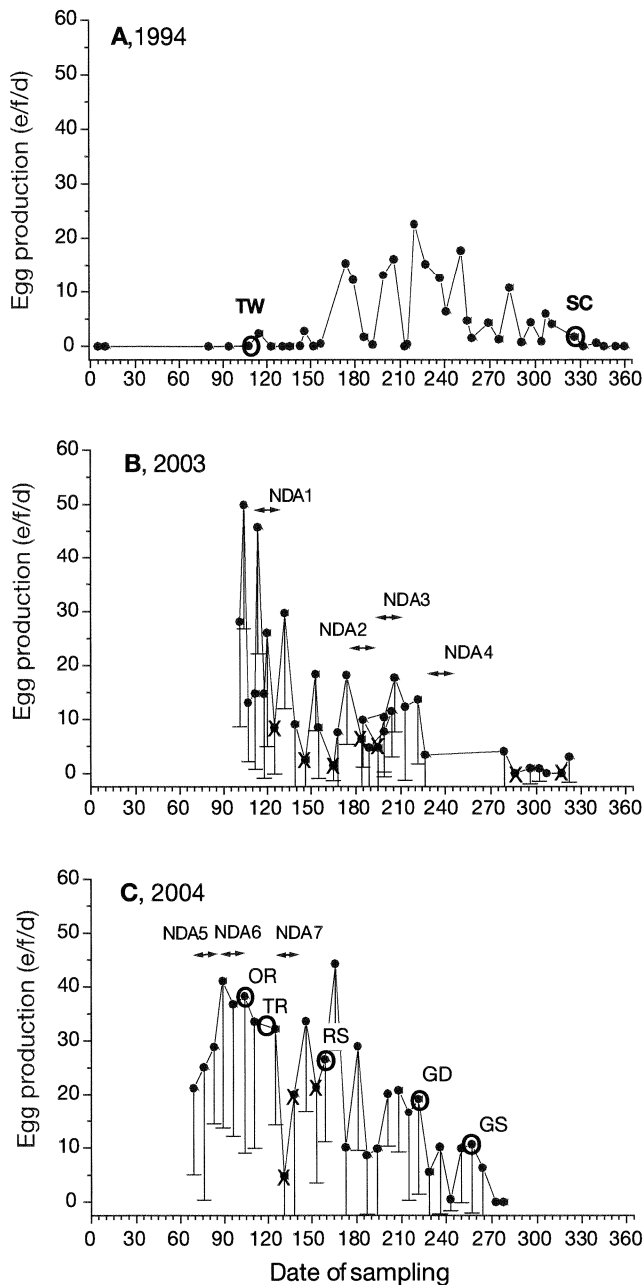 A, 1994
Egg production (e/f/d)
60
50
40
30
20
10
0
TW
SC
0 30 60 90 120 150 180 210 240 270 300 330 360
B, 2003
Egg production (e/f/d)
60
50
40
30
20
10
0
NDA1
NDA3
NDA2
NDA4
0 30 60 90 120 150 180 210 240 270 300 330 360
C, 2004
Egg production (e/f/d)
60
50
40
30
20
10
0
NDA5 NDA6 NDA7
OR
TR
RS
GD
GS
0 30 60 90 120 150 180 210 240 270 300 330 360
Date of sampling